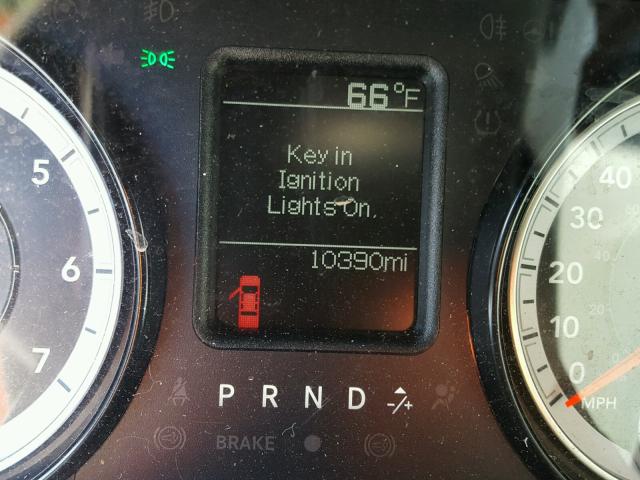 66°F
Key in
Ignition
Lights On
10390mi
5
6
7
40
30
20
10
0
MPH
P R N D -/+
BRAKE